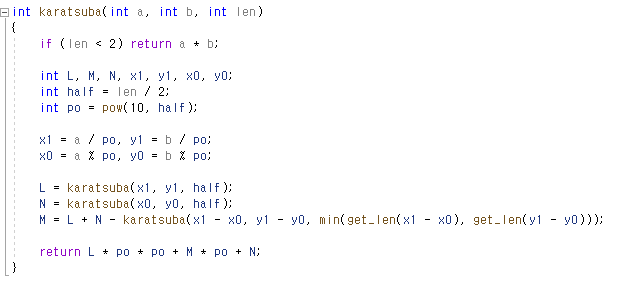 int karatsuba(int a, int b, int len)
{
if (len < 2) return a * b;
int L, M, N, x1, y1, x0, y0;
int half = len / 2;
int po = pow(10, half);
x1 = a / po, y1 = b / po;
x0 = a % po, y0 = b % po;
L = karatsuba(x1, y1, half);
N = karatsuba(x0, y0, half);
M = L + N - karatsuba(x1 - x0, y1 - y0, min(get_len(x1 - x0), get_len(y1 - y0)));
return L * po * po + M * po + N;
}